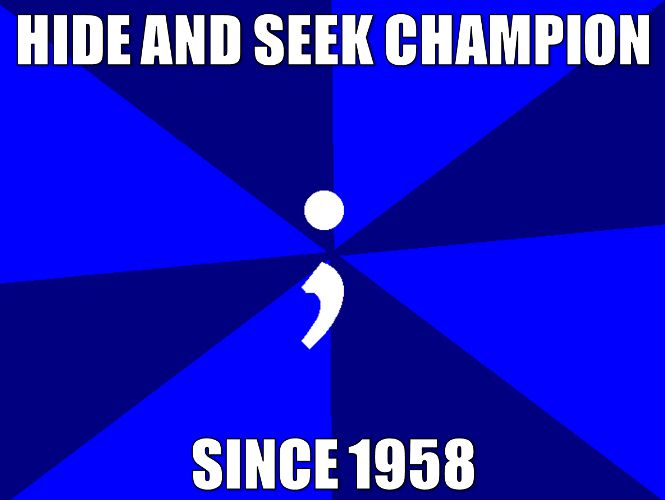 HIDE AND SEEK CHAMPION
;
SINCE 1958